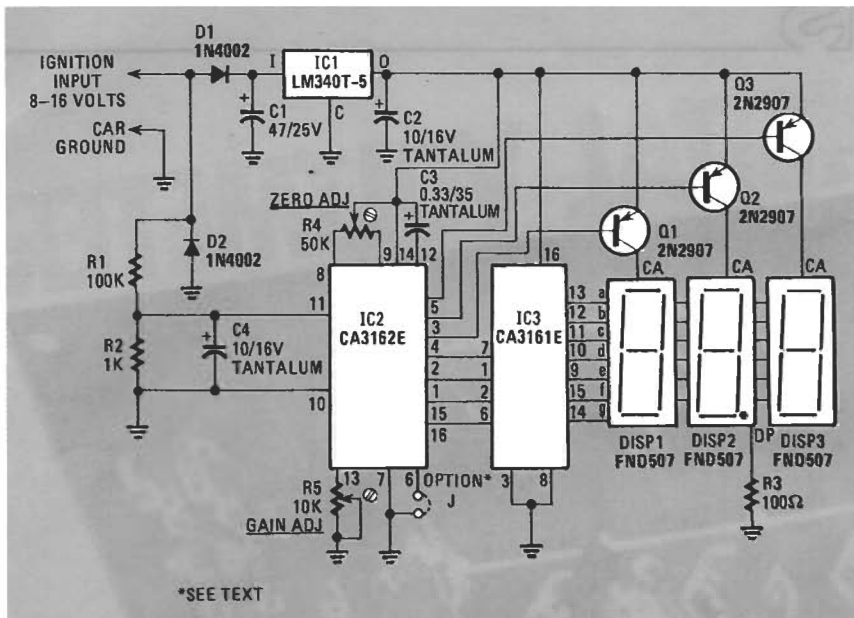 D1
1N4002
IGNITION
INPUT
8–16 VOLTS
CAR
GROUND
I
IC1
LM340T-5
O
C
+
C1
47/25V
+
C2
10/16V
TANTALUM
C3
0.33/35
TANTALUM
+
Q3
2N2907
Q2
2N2907
Q1
2N2907
ZERO ADJ
R4
50K
D2
1N4002
R1
100K
R2
1K
+
C4
10/16V
TANTALUM
8
9
14
12
11
10
IC2
CA3162E
5
4
3
4
2
1
15
16
13
7
6
OPTION*
J
R5
10K
GAIN ADJ
16
IC3
CA3161E
7
1
2
6
3
8
13 a
12 b
11 c
10 d
9 e
15 f
14 g
CA
CA
CA
DISP1
FND507
DISP2
FND507
DP
DISP3
FND507
R3
100Ω
*SEE TEXT